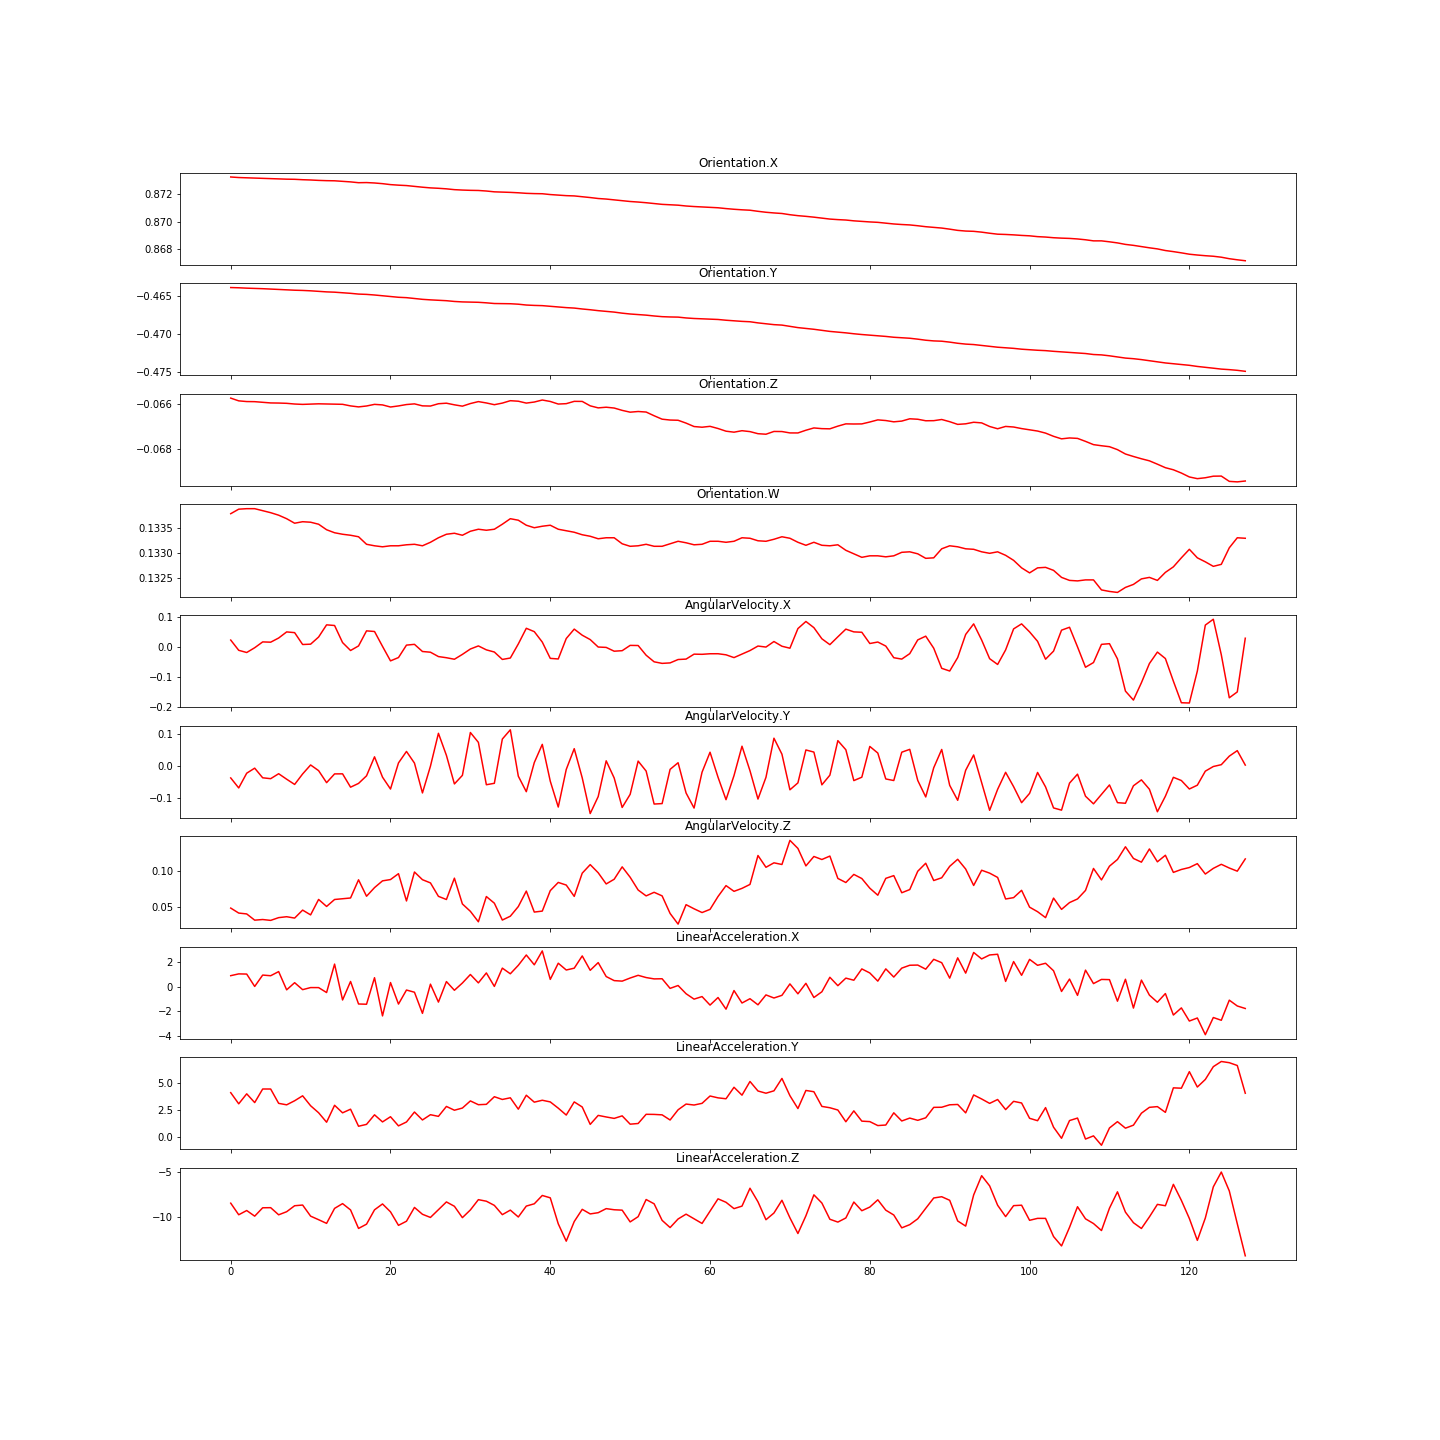 Orientation.X
0.872
0.870
0.868
Orientation.Y
−0.465
−0.470
−0.475
Orientation.Z
−0.066
−0.068
Orientation.W
0.1335
0.1330
0.1325
AngularVelocity.X
0.1
0.0
−0.1
−0.2
AngularVelocity.Y
0.1
0.0
−0.1
AngularVelocity.Z
0.10
0.05
LinearAcceleration.X
2
0
−2
−4
LinearAcceleration.Y
5.0
2.5
0.0
LinearAcceleration.Z
−5
−10
0 20 40 60 80 100 120